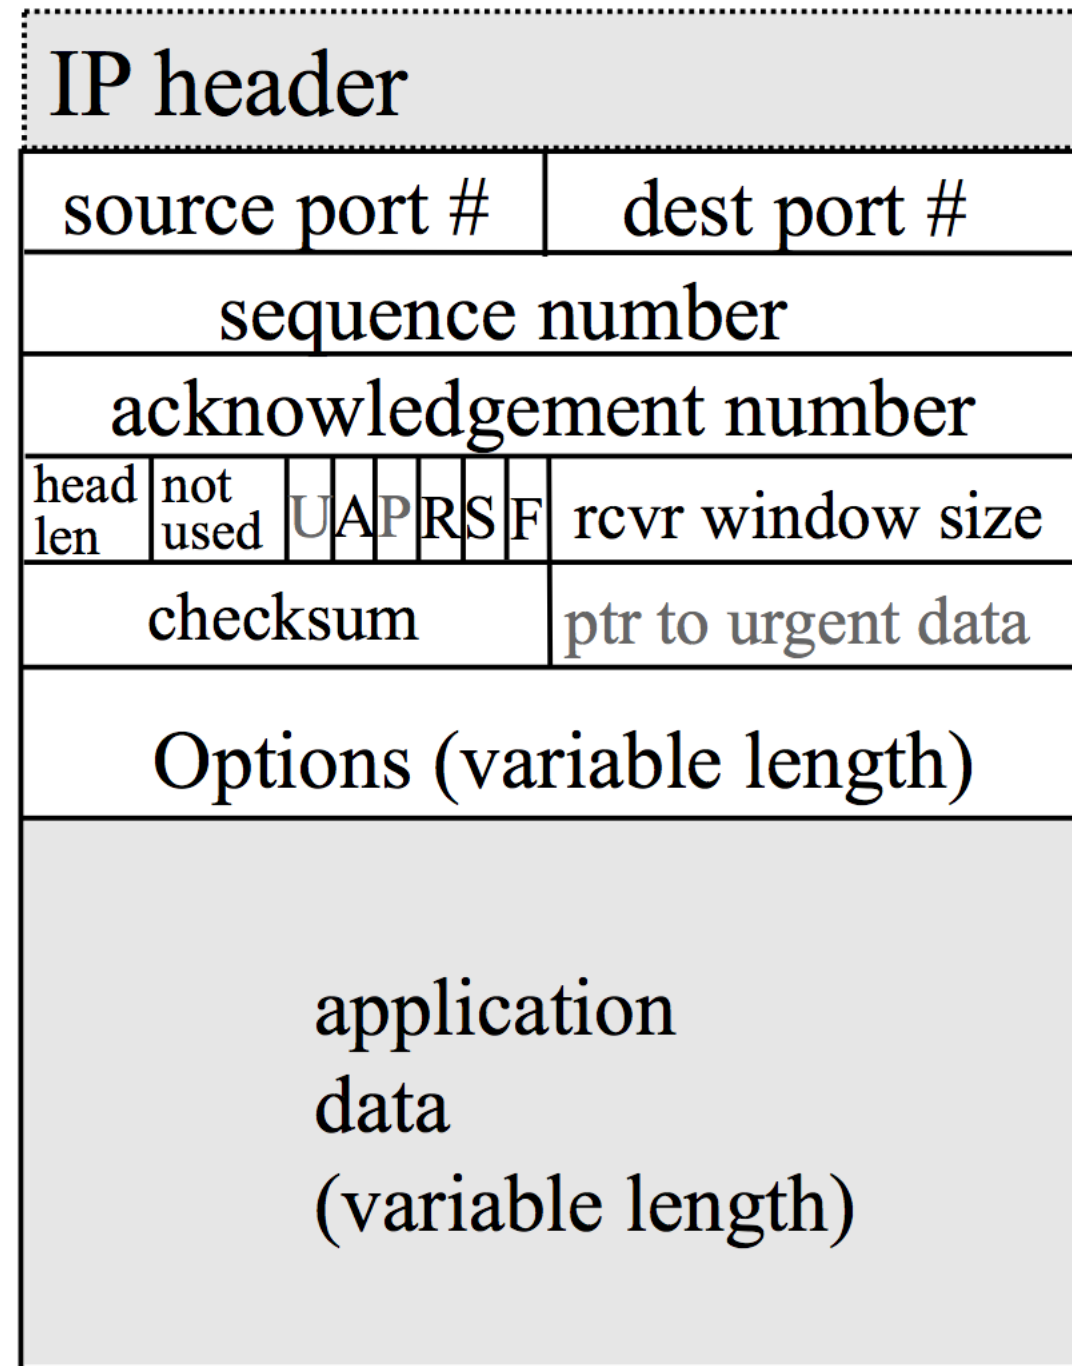 IP header
source port # dest port #
sequence number
acknowledgement number
head len not used U A P R S F rcvr window size
checksum ptr to urgent data
Options (variable length)
application
data
(variable length)